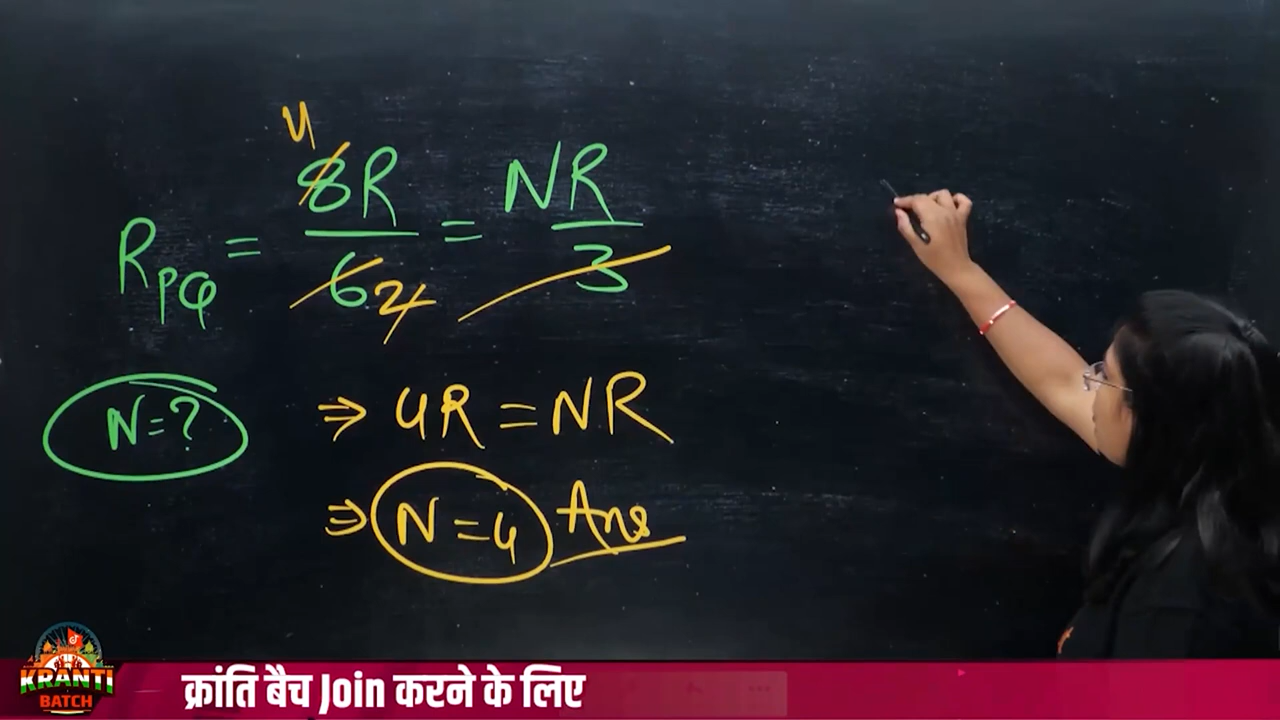 4
R_PQ = 8R/6 2 = NR/3
N=?
⇒ 4R = NR
⇒ N = 4 Ans
KRANTI
BATCH
क्रांति बैच Join करने के लिए